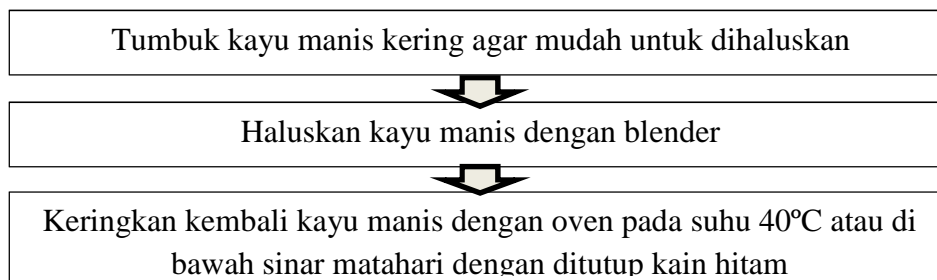 Tumbuk kayu manis kering agar mudah untuk dihaluskan
Haluskan kayu manis dengan blender
Keringkan kembali kayu manis dengan oven pada suhu 40ºC atau di
bawah sinar matahari dengan ditutup kain hitam